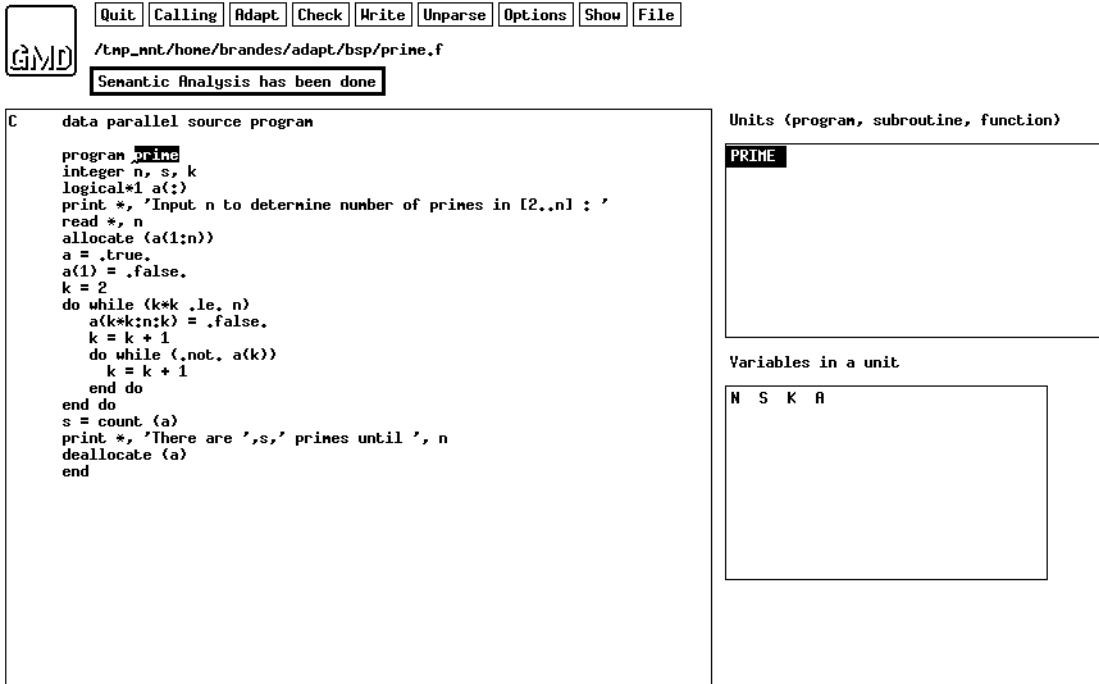 Quit Calling Adapt Check Write Unparse Options Show File
GMD
/tmp_mnt/home/brandes/adapt/bsp/prime.f
Semantic Analysis has been done
C     data parallel source program
      program prime
      integer n, s, k
      logical*1 a(:)
      print *, 'Input n to determine number of primes in [2..n] : '
      read *, n
      allocate (a(1:n))
      a = .true.
      a(1) = .false.
      k = 2
      do while (k*k .le. n)
         a(k*k:n:k) = .false.
         k = k + 1
         do while (.not. a(k))
           k = k + 1
         end do
      end do
      s = count (a)
      print *, 'There are ',s,' primes until ', n
      deallocate (a)
      end
Units (program, subroutine, function)
PRIME
Variables in a unit
N S K A